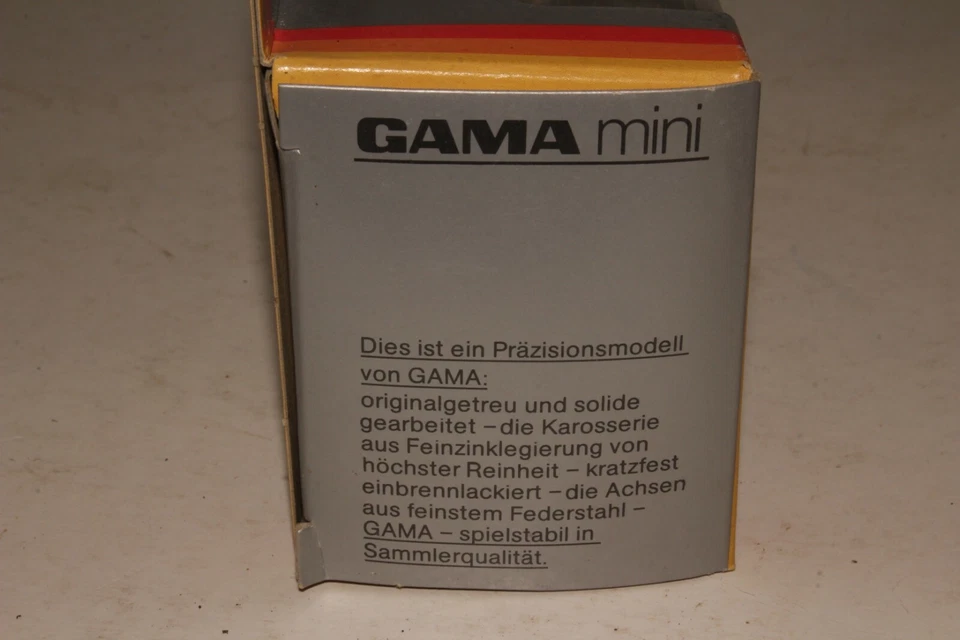 GAMA mini
Dies ist ein Präzisionsmodell
von GAMA:
originalgetreu und solide
gearbeitet – die Karosserie
aus Feinzinklegierung von
höchster Reinheit – kratzfest
einbrennlackiert – die Achsen
aus feinstem Federstahl –
GAMA – spielstabil in
Sammlerqualität.